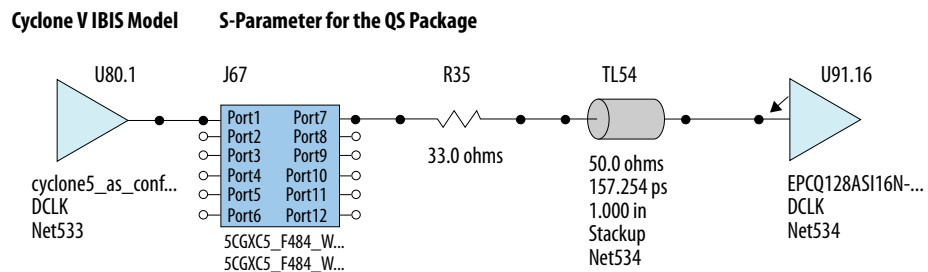 Cyclone V IBIS Model
S-Parameter for the QS Package
U80.1
J67
R35
TL54
U91.16
Port1 Port7
Port2 Port8
Port3 Port9
Port4 Port10
Port5 Port11
Port6 Port12
cyclone5_as_conf...
DCLK
Net533
5CGXC5_F484_W...
5CGXC5_F484_W...
33.0 ohms
50.0 ohms
157.254 ps
1.000 in
Stackup
Net534
EPCQ128ASI16N-...
DCLK
Net534